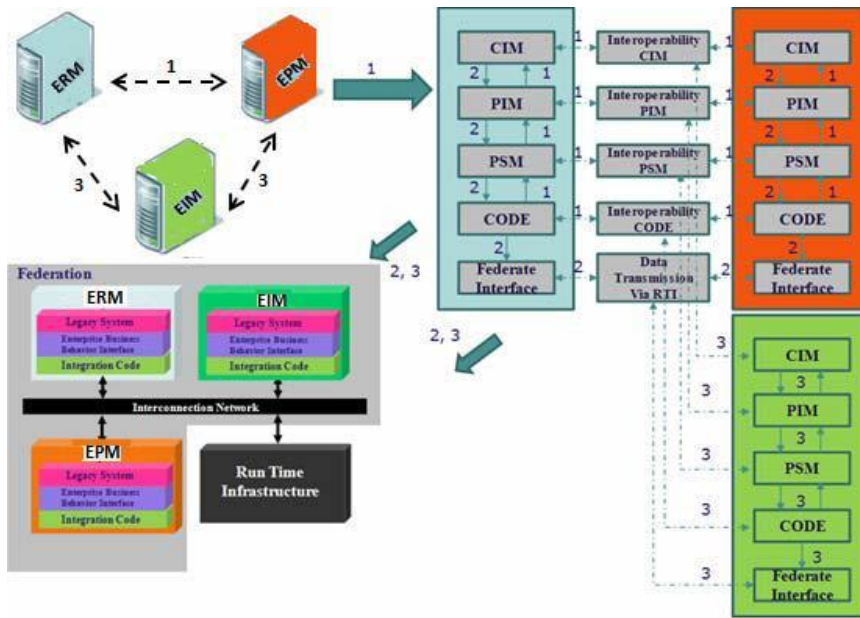 ERM
1
EPM
3
3
EIM
1
2, 3
2, 3
CIM
2
1
PIM
2
1
PSM
2
1
CODE
2
Federate
Interface
1
Interoperability
CIM
1
1
Interoperability
PIM
1
1
Interoperability
PSM
1
1
Interoperability
CODE
1
2
Data
Transmission
Via RTI
2
CIM
2
1
PIM
2
1
PSM
2
1
CODE
2
Federate
Interface
3
CIM
3
3
PIM
3
3
PSM
3
3
CODE
3
3
Federate
Interface
Federation
ERM
Legacy System
Enterprise Business
Behavior Interface
Integration Code
EIM
Legacy System
Enterprise Business
Behavior Interface
Integration Code
Interconnection Network
EPM
Legacy System
Enterprise Business
Behavior Interface
Integration Code
Run Time
Infrastructure